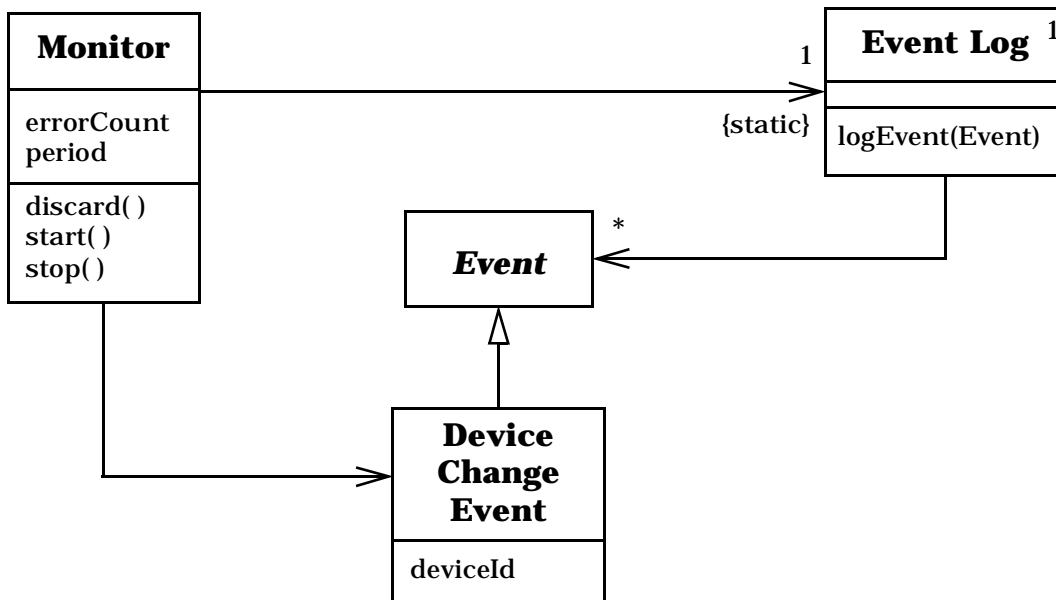 Monitor
errorCount
period
discard( )
start( )
stop( )
1
{static}
Event Log
1
logEvent(Event)
*
Event
Device
Change
Event
deviceId